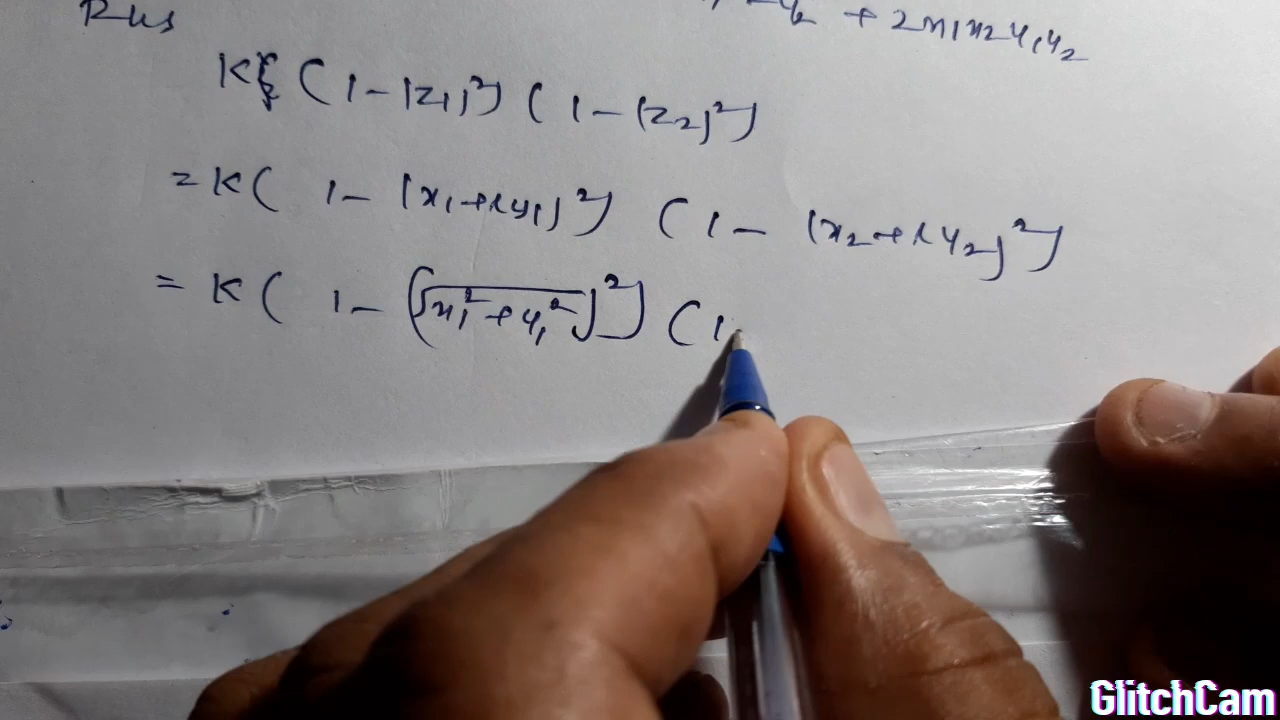 RHS
+ 2x₁x₂y₁y₂
K{ (1-|z₁|²) (1-|z₂|²)
= K( 1- |x₁+iy₁|²) (1- |x₂+iy₂|²)
= K( 1- (√x₁²+y₁²)²) (1
GlitchCam